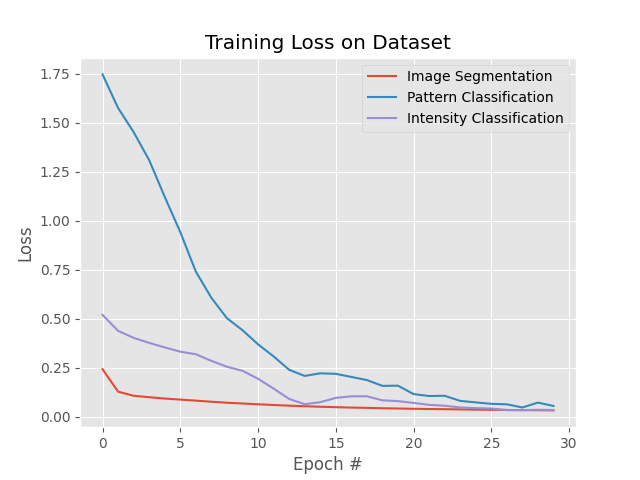 Training Loss on Dataset
Image Segmentation
Pattern Classification
Intensity Classification
1.75
1.50
1.25
1.00
0.75
0.50
0.25
0.00
Loss
0 5 10 15 20 25 30
Epoch #